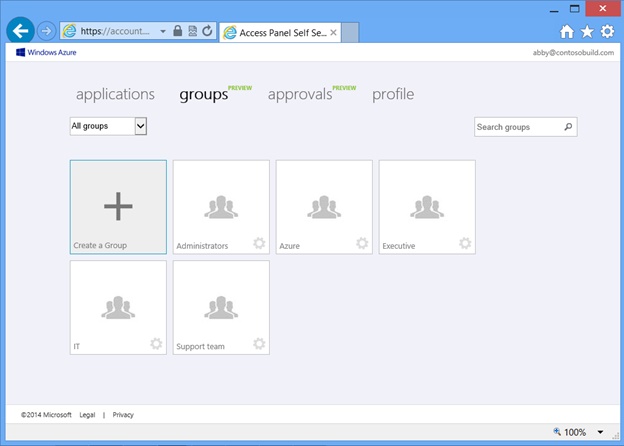 https://account....
Access Panel Self Se...
Windows Azure
abby@contosobuild.com
applications groups PREVIEW approvals PREVIEW profile
All groups
Search groups
Create a Group
Administrators
Azure
Executive
IT
Support team
©2014 Microsoft Legal | Privacy
100%